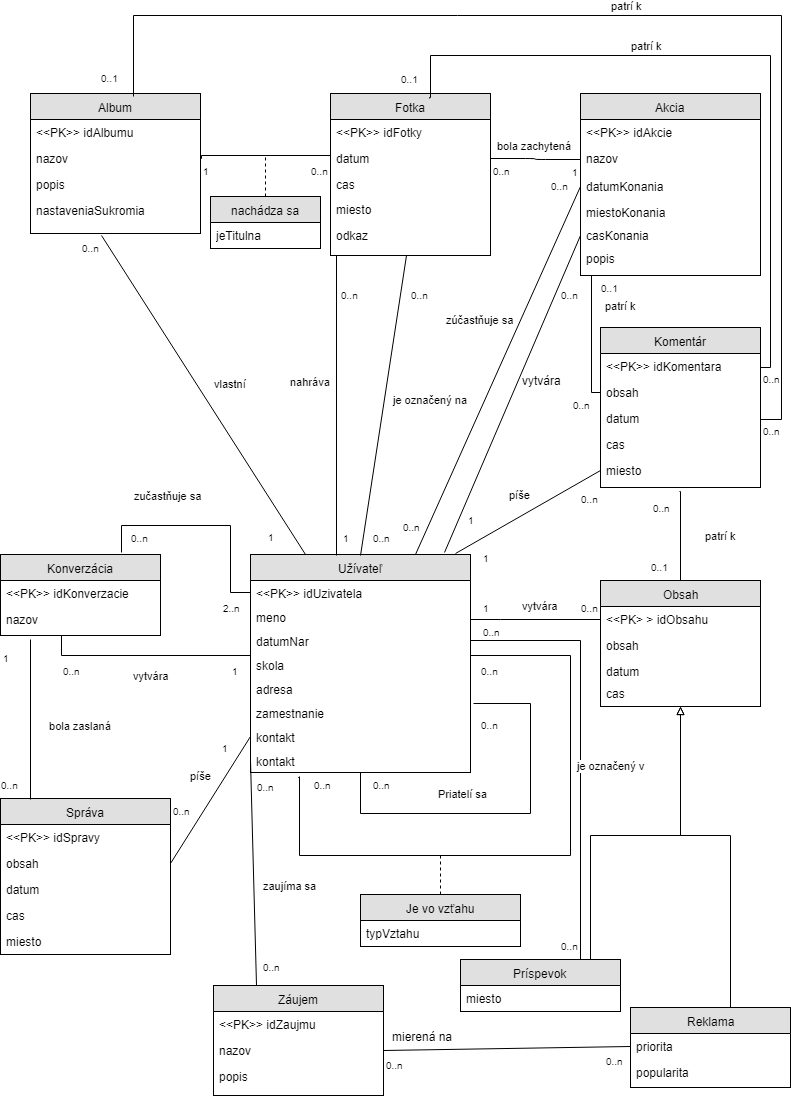 patrí k
patrí k
0..1
0..1
Album
<<PK>> idAlbumu
nazov
popis
nastaveniaSukromia
Fotka
<<PK>> idFotky
datum
cas
miesto
odkaz
Akcia
<<PK>> idAkcie
nazov
datumKonania
miestoKonania
casKonania
popis
bola zachytená
1
0..n
0..n
1
0..n
nachádza sa
jeTitulna
0..n
0..n
0..n
0..n
0..1
patrí k
zúčastňuje sa
Komentár
<<PK>> idKomentara
obsah
datum
cas
miesto
vlastní
nahráva
je označený na
vytvára
0..n
0..n
0..n
zučastňuje sa
píše
0..n
0..n
0..n
1
1
0..n
0..n
1
1
patrí k
0..1
Konverzácia
<<PK>> idKonverzacie
nazov
Užívateľ
<<PK>> idUzivatela
meno
datumNar
skola
adresa
zamestnanie
kontakt
kontakt
Obsah
<<PK> > idObsahu
obsah
datum
cas
2..n
1
vytvára
0..n
0..n
1
0..n
vytvára
1
0..n
bola zaslaná
0..n
píše
1
je označený v
0..n
0..n
0..n
0..n
0..n
0..n
Priatelí sa
Správa
<<PK>> idSpravy
obsah
datum
cas
miesto
zaujíma sa
Je vo vzťahu
typVztahu
0..n
0..n
Príspevok
miesto
Záujem
<<PK>> idZaujmu
nazov
popis
mierená na
0..n
0..n
Reklama
priorita
popularita